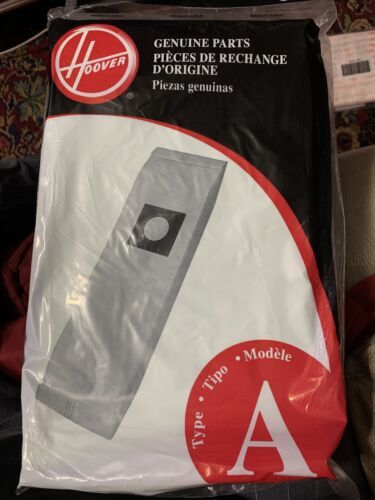 HOOVER
®
GENUINE PARTS
PIÈCES DE RECHANGE
D'ORIGINE
Piezas genuinas
Type • Tipo • Modèle
A